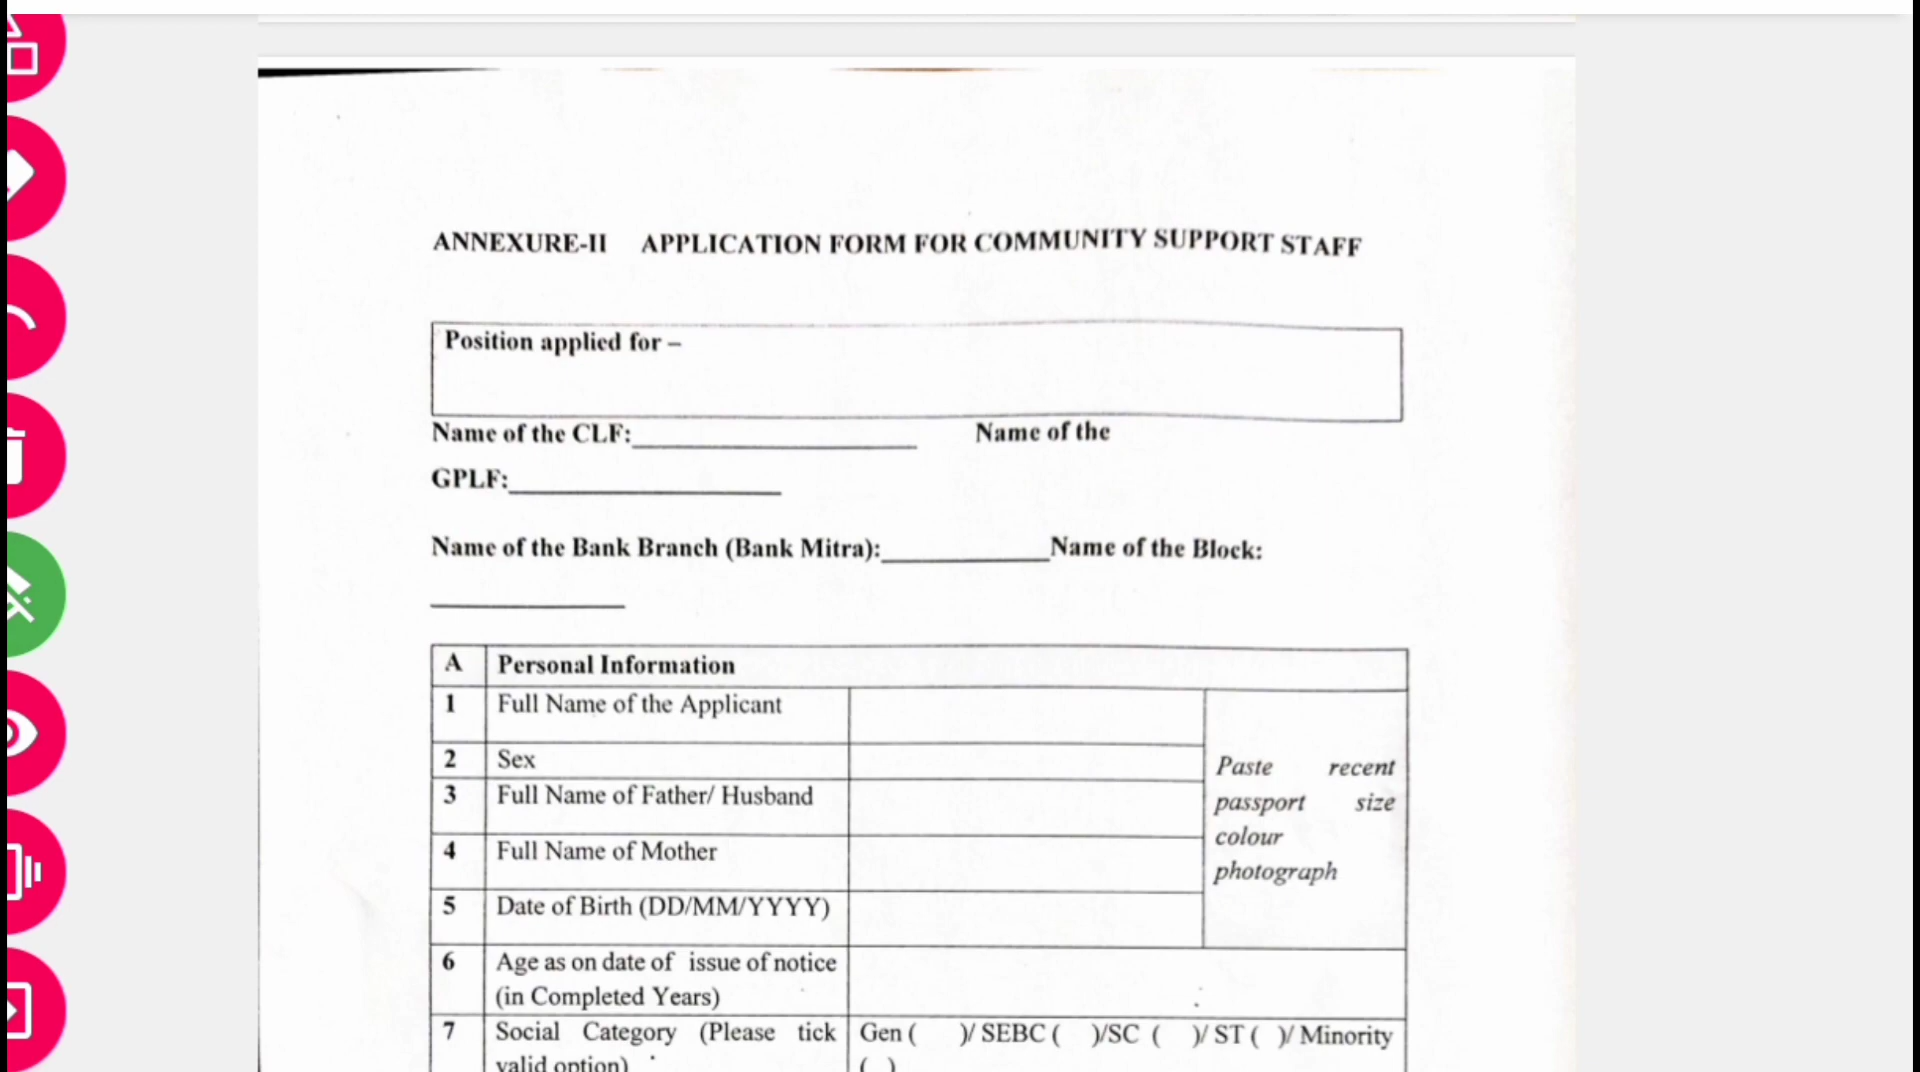 ANNEXURE-II APPLICATION FORM FOR COMMUNITY SUPPORT STAFF
Position applied for –
Name of the CLF:____________________ Name of the
GPLF:____________________
Name of the Bank Branch (Bank Mitra):____________Name of the Block:
______________
A Personal Information
1 Full Name of the Applicant
2 Sex
3 Full Name of Father/ Husband
4 Full Name of Mother
5 Date of Birth (DD/MM/YYYY)
Paste recent
passport size
colour
photograph
6 Age as on date of issue of notice
(in Completed Years)
7 Social Category (Please tick
valid option)
Gen ( )/ SEBC ( )/SC ( )/ ST ( )/ Minority
( )